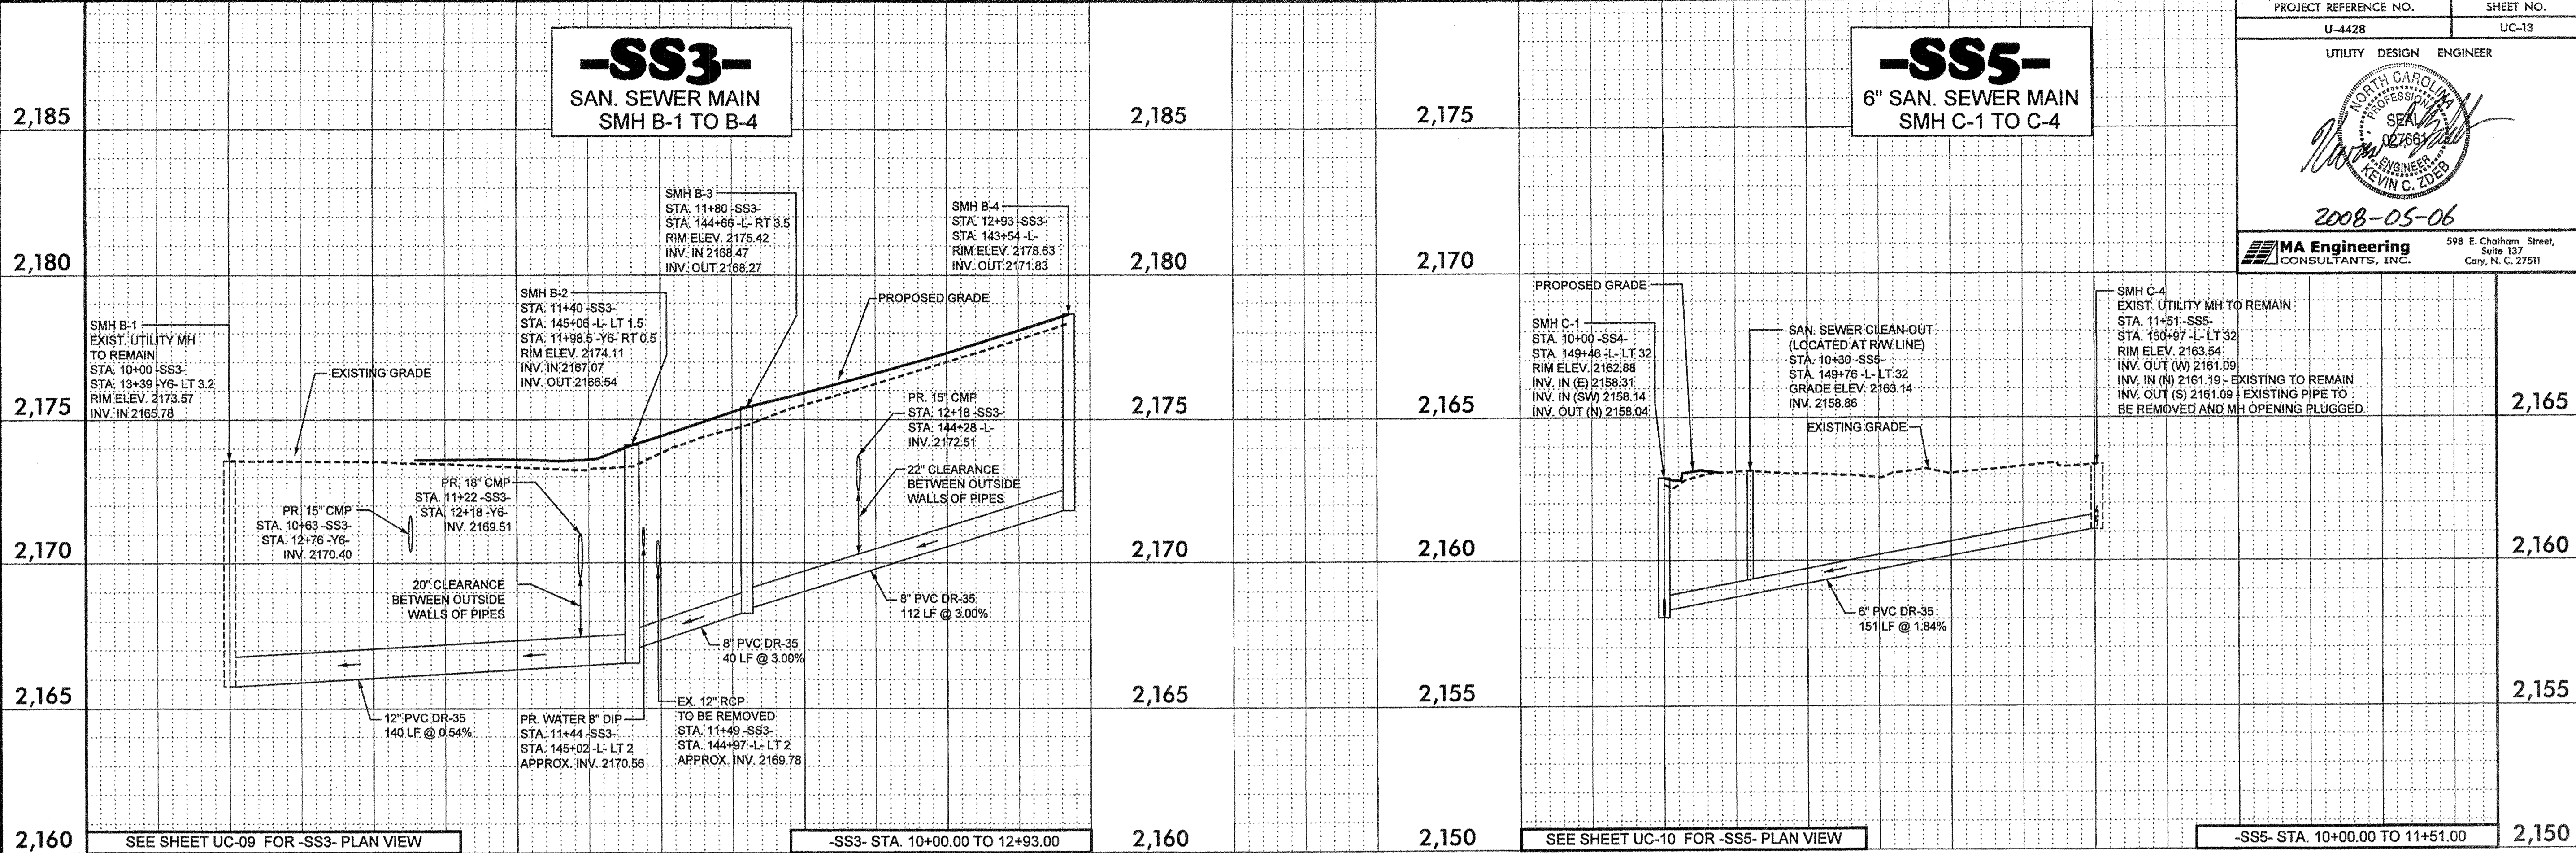 PROJECT REFERENCE NO.
SHEET NO.
U-4428
UC-13
UTILITY DESIGN ENGINEER
NORTH CAROLINA
PROFESSIONAL
SEAL
027661
ENGINEER
KEVIN C. ZDEB
2008-05-06
MA Engineering
CONSULTANTS, INC.
598 E. Chatham Street,
Suite 137
Cary, N. C. 27511
-SS3-
SAN. SEWER MAIN
SMH B-1 TO B-4
2,185
2,180
2,175
2,170
2,165
2,160
SMH B-1
EXIST. UTILITY MH
TO REMAIN
STA. 10+00 -SS3-
STA. 13+39 -Y6- LT 3.2
RIM ELEV. 2173.57
INV. IN 2165.78
EXISTING GRADE
SMH B-2
STA. 11+40 -SS3-
STA. 145+06 -L- LT 1.5
STA. 11+98.5 -Y6- RT 0.5
RIM ELEV. 2174.11
INV. IN 2167.07
INV. OUT 2166.54
SMH B-3
STA. 11+80 -SS3-
STA. 144+66 -L- RT 3.5
RIM ELEV. 2175.42
INV. IN 2168.47
INV. OUT 2168.27
SMH B-4
STA. 12+93 -SS3-
STA. 143+54 -L-
RIM ELEV. 2178.63
INV. OUT 2171.83
PROPOSED GRADE
PR. 15" CMP
STA. 12+18 -SS3-
STA. 144+28 -L-
INV. 2172.51
22" CLEARANCE
BETWEEN OUTSIDE
WALLS OF PIPES
PR. 18" CMP
STA. 11+22 -SS3-
STA. 12+18 -Y6-
INV. 2169.51
PR. 15" CMP
STA. 10+63 -SS3-
STA. 12+76 -Y6-
INV. 2170.40
20" CLEARANCE
BETWEEN OUTSIDE
WALLS OF PIPES
8" PVC DR-35
112 LF @ 3.00%
8" PVC DR-35
40 LF @ 3.00%
12" PVC DR-35
140 LF @ 0.54%
PR. WATER 8" DIP
STA. 11+44 -SS3-
STA. 145+02 -L- LT 2
APPROX. INV. 2170.56
EX. 12" RCP
TO BE REMOVED
STA. 11+49 -SS3-
STA. 144+97 -L- LT 2
APPROX. INV. 2169.78
SEE SHEET UC-09 FOR -SS3- PLAN VIEW
-SS3- STA. 10+00.00 TO 12+93.00
2,185
2,180
2,175
2,170
2,165
2,160
-SS5-
6" SAN. SEWER MAIN
SMH C-1 TO C-4
2,175
2,170
2,165
2,160
2,155
2,150
PROPOSED GRADE
SMH C-1
STA. 10+00 -SS4-
STA. 149+46 -L- LT 32
RIM ELEV. 2162.88
INV. IN (E) 2158.31
INV. IN (SW) 2158.14
INV. OUT (N) 2158.04
SAN. SEWER CLEAN-OUT
(LOCATED AT R/W LINE)
STA. 10+30 -SS5-
STA. 149+76 -L- LT 32
GRADE ELEV. 2163.14
INV. 2158.86
EXISTING GRADE
SMH C-4
EXIST. UTILITY MH TO REMAIN
STA. 11+51 -SS5-
STA. 150+97 -L- LT 32
RIM ELEV. 2163.54
INV. OUT (W) 2161.09
INV. IN (N) 2161.19 - EXISTING TO REMAIN
INV. OUT (S) 2161.09 - EXISTING PIPE TO
BE REMOVED AND MH OPENING PLUGGED.
6" PVC DR-35
151 LF @ 1.84%
SEE SHEET UC-10 FOR -SS5- PLAN VIEW
-SS5- STA. 10+00.00 TO 11+51.00
2,165
2,160
2,155
2,150